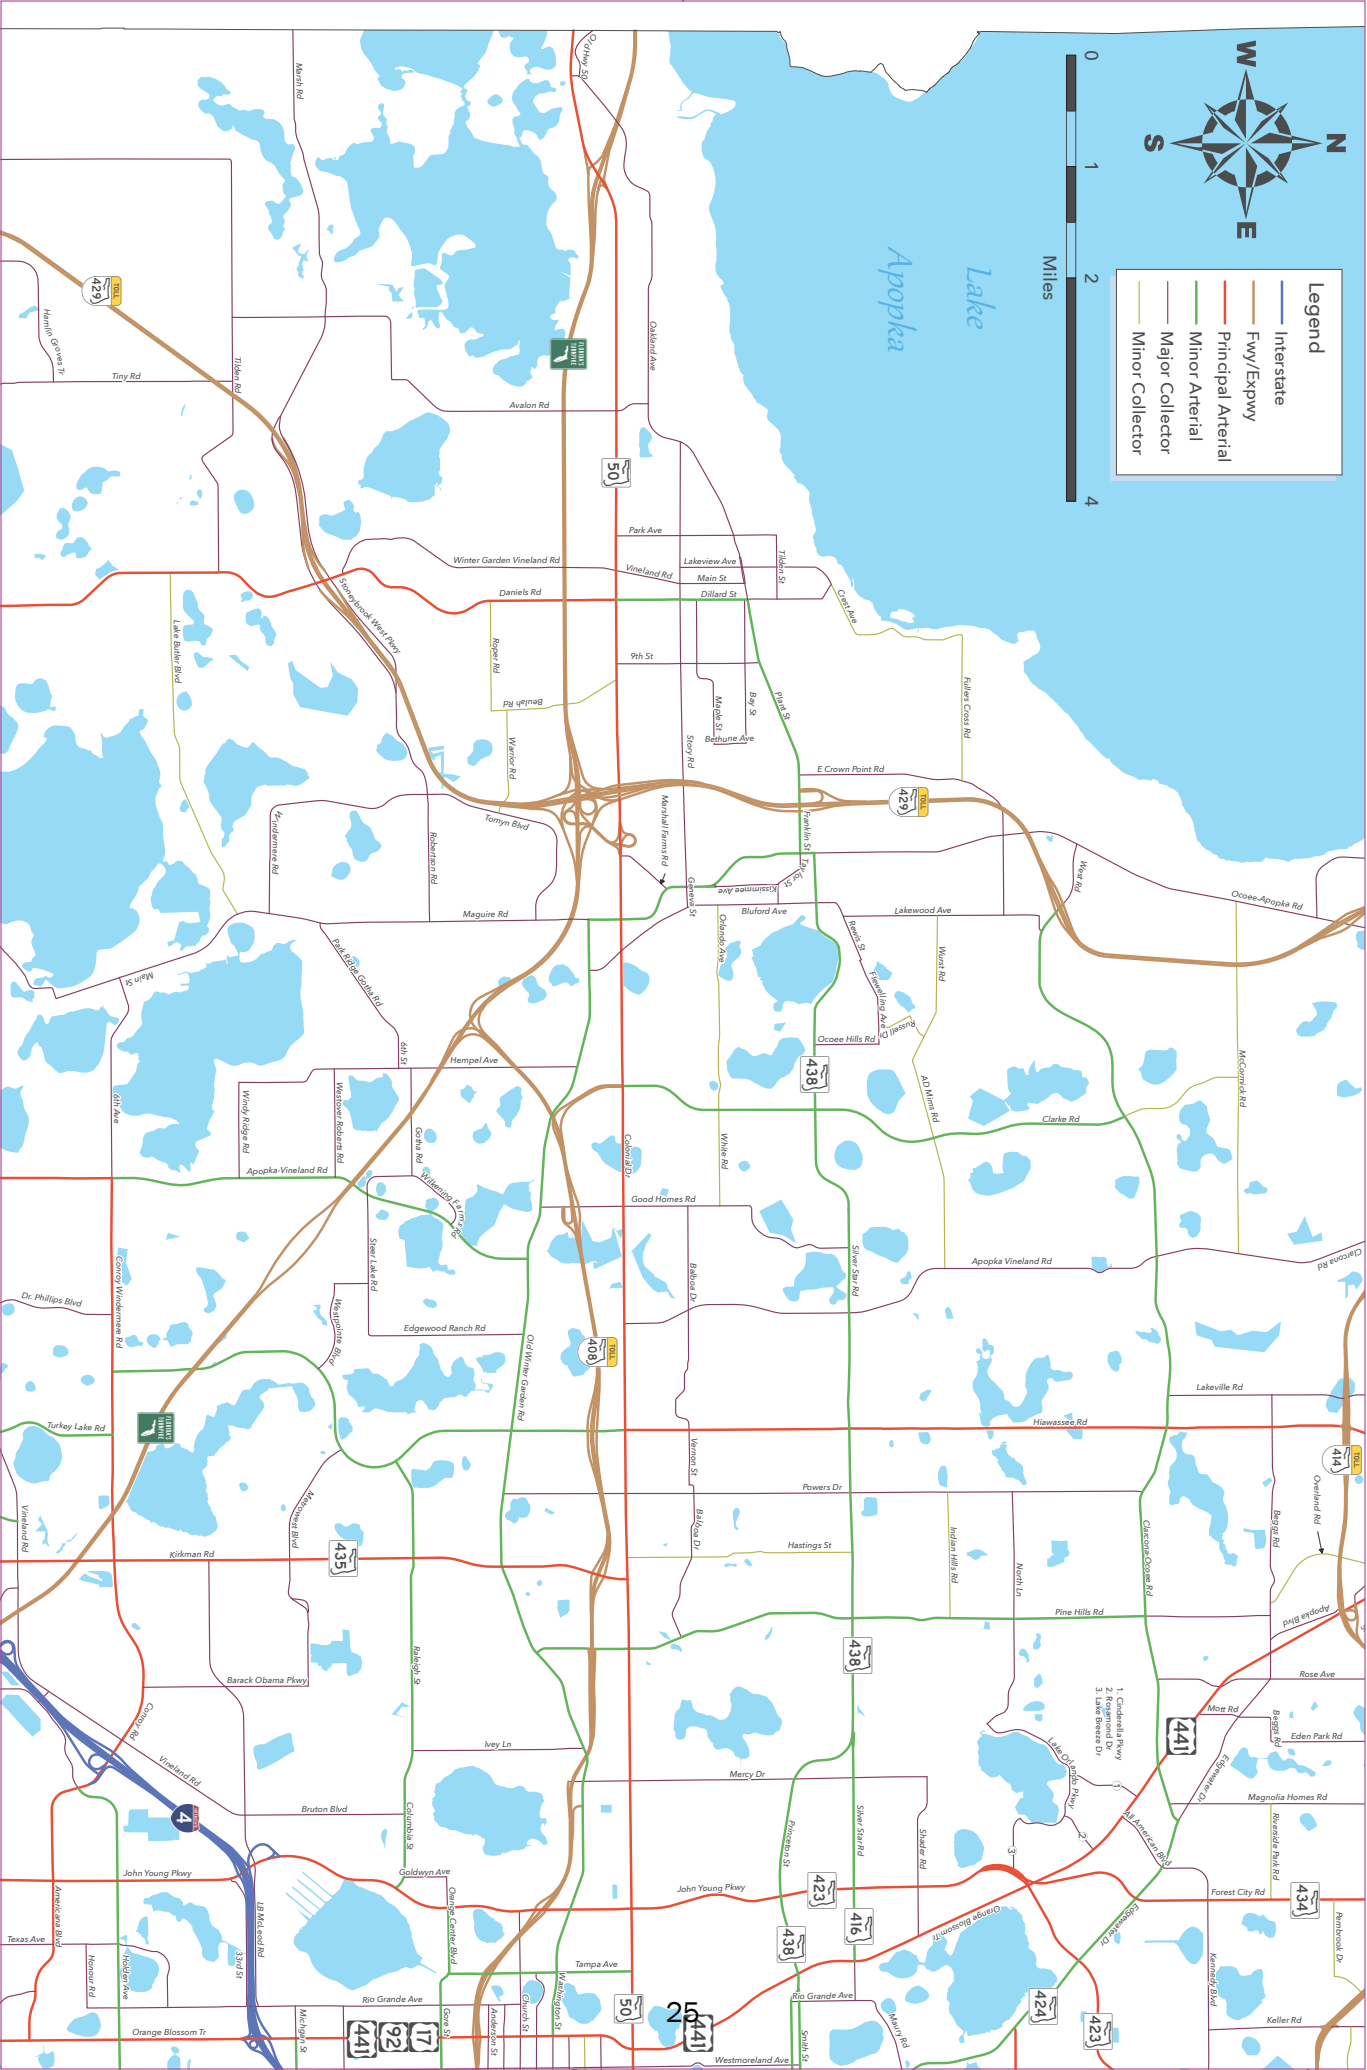 N
W
E
S
0
1
2
4
Miles
Legend
Interstate
Fwy/Expwy
Principal Arterial
Minor Arterial
Major Collector
Minor Collector
Lake
Apopka
Old Hwy 50
Marsh Rd
TOLL
429
Hamlin Groves Tr
Tiny Rd
Tilden Rd
FLORIDA'S
TURNPIKE
Oakland Ave
Avalon Rd
50
Park Ave
Winter Garden Vineland Rd
Vineland Rd
Lakeview Ave
Main St
Tilden St
Daniels Rd
Dillard St
Crest Ave
Stoneybrook West Pkwy
Lake Butler Blvd
Roper Rd
9th St
Beulah Rd
Maple St
Bay St
Plant St
Fullers Cross Rd
Warrior Rd
Story Rd
Bethune Ave
E Crown Point Rd
TOLL
429
Tomyn Blvd
Marshall Farms Rd
Franklin St
Windermere Rd
Robertson Rd
Taylor St
West Rd
Geneva St
Kissimmee Ave
Ocoee-Apopka Rd
Maguire Rd
Bluford Ave
Lakewood Ave
Orlando Ave
Rewis St
Wurst Rd
Park Ridge Gotha Rd
Main St
Flewelling Ave
Russell Dr
Ocoee Hills Rd
6th St
Hempel Ave
438
McCormick Rd
6th Ave
Windy Ridge Rd
Westover Roberts Rd
Gotha Rd
AD Mims Rd
Clarke Rd
Colonial Dr
White Rd
Apopka-Vineland Rd
Wilkening Farms Rd
Good Homes Rd
Steer Lake Rd
Balboa Dr
Silver Star Rd
Apopka Vineland Rd
Clarcona Rd
Conroy Windermere Rd
Dr. Phillips Blvd
Westpointe Blvd
Edgewood Ranch Rd
TOLL
408
Old Winter Garden Rd
Lakeville Rd
Turkey Lake Rd
FLORIDA'S
TURNPIKE
Hiawassee Rd
Vernon St
TOLL
414
Powers Dr
Overland Rd
Vineland Rd
Metrowest Blvd
Balboa Dr
Indian Hills Rd
North Ln
Clarcona-Ocoee Rd
Beggs Rd
Kirkman Rd
435
Hastings St
Pine Hills Rd
Apopka Blvd
Raleigh St
438
Barack Obama Pkwy
Rose Ave
1. Cinderella Pkwy
2. Rosamond Dr
3. Lake Breeze Dr
Mott Rd
Beggs Rd
Eden Park Rd
Conroy Rd
441
Ivey Ln
Lake Orlando Pkwy
Vineland Rd
Mercy Dr
Edgewater Dr
1
2
3
Magnolia Homes Rd
4
Bruton Blvd
Columbia St
Princeton St
Silver Star Rd
Shader Rd
All American Blvd
Riverside Park Rd
John Young Pkwy
Goldwyn Ave
John Young Pkwy
423
Forest City Rd
434
Americana Blvd
LB McLeod Rd
Orange Center Blvd
416
438
Orange Blossom Tr
Edgewater Dr
Pembrook Dr
Texas Ave
Honour Rd
Holden Ave
33rd St
Tampa Ave
Kennedy Blvd
Rio Grande Ave
Washington St
Rio Grande Ave
Orange Blossom Tr
Michigan St
441
92
17
Gore St
Anderson St
Church St
50
25
441
Smith St
Maury Rd
424
423
Keller Rd
Westmoreland Ave